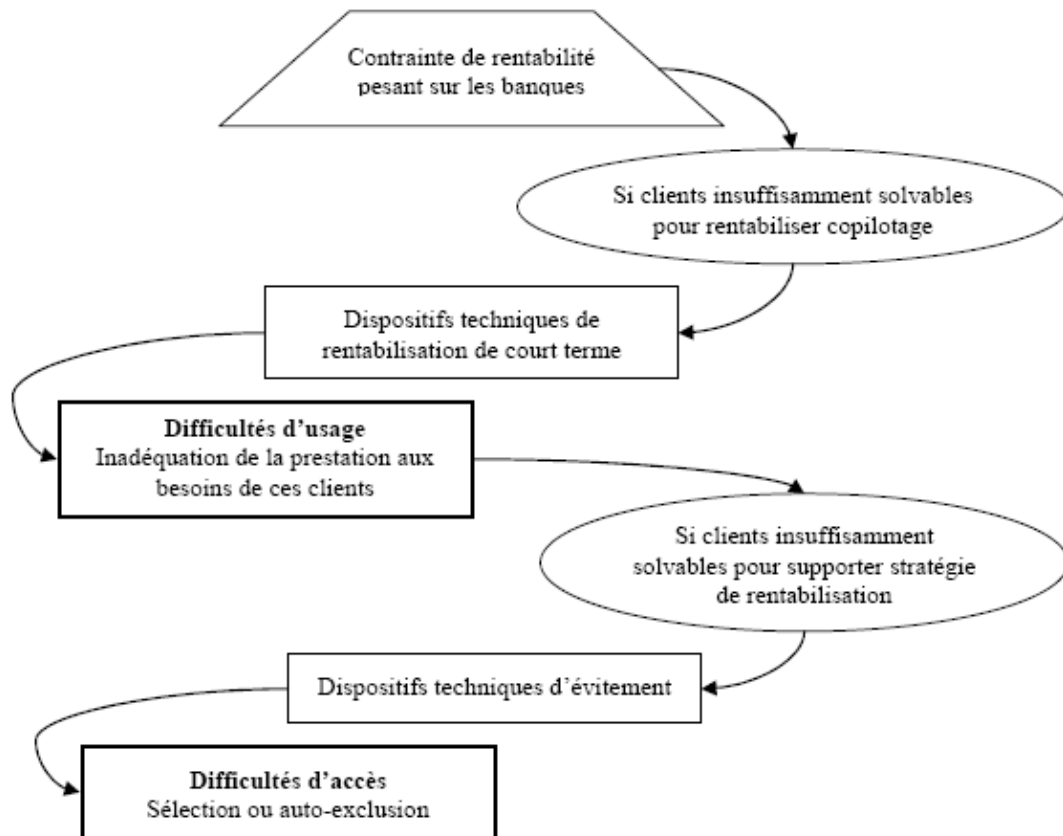 Contrainte de rentabilité
pesant sur les banques
Si clients insuffisamment solvables
pour rentabiliser copilotage
Dispositifs techniques de
rentabilisation de court terme
Difficultés d’usage
Inadéquation de la prestation aux
besoins de ces clients
Si clients insuffisamment
solvables pour supporter stratégie
de rentabilisation
Dispositifs techniques d’évitement
Difficultés d’accès
Sélection ou auto-exclusion